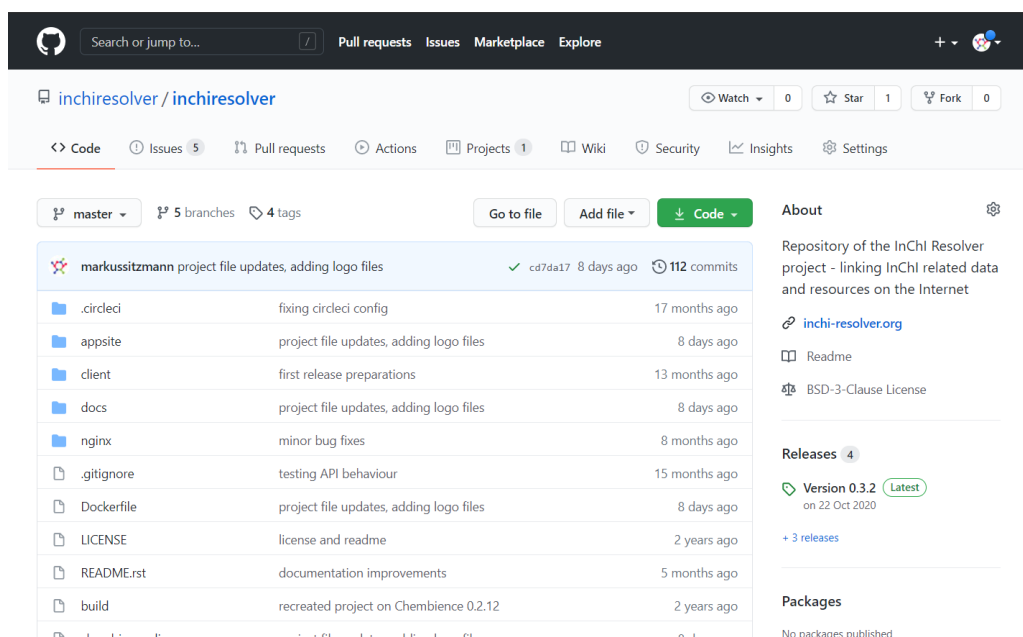 Search or jump to... /
Pull requests Issues Marketplace Explore
inchiresolver / inchiresolver
Watch 0 Star 1 Fork 0
Code Issues 5 Pull requests Actions Projects 1 Wiki Security Insights Settings
master 5 branches 4 tags Go to file Add file Code
markussitzmann project file updates, adding logo files cd7da17 8 days ago 112 commits
.circleci fixing circleci config 17 months ago
appsite project file updates, adding logo files 8 days ago
client first release preparations 13 months ago
docs project file updates, adding logo files 8 days ago
nginx minor bug fixes 8 months ago
.gitignore testing API behaviour 15 months ago
Dockerfile project file updates, adding logo files 8 days ago
LICENSE license and readme 2 years ago
README.rst documentation improvements 5 months ago
build recreated project on Chembience 0.2.12 2 years ago
About
Repository of the InChI Resolver
project - linking InChI related data
and resources on the Internet
inchi-resolver.org
Readme
BSD-3-Clause License
Releases 4
Version 0.3.2 Latest
on 22 Oct 2020
+ 3 releases
Packages
No packages published